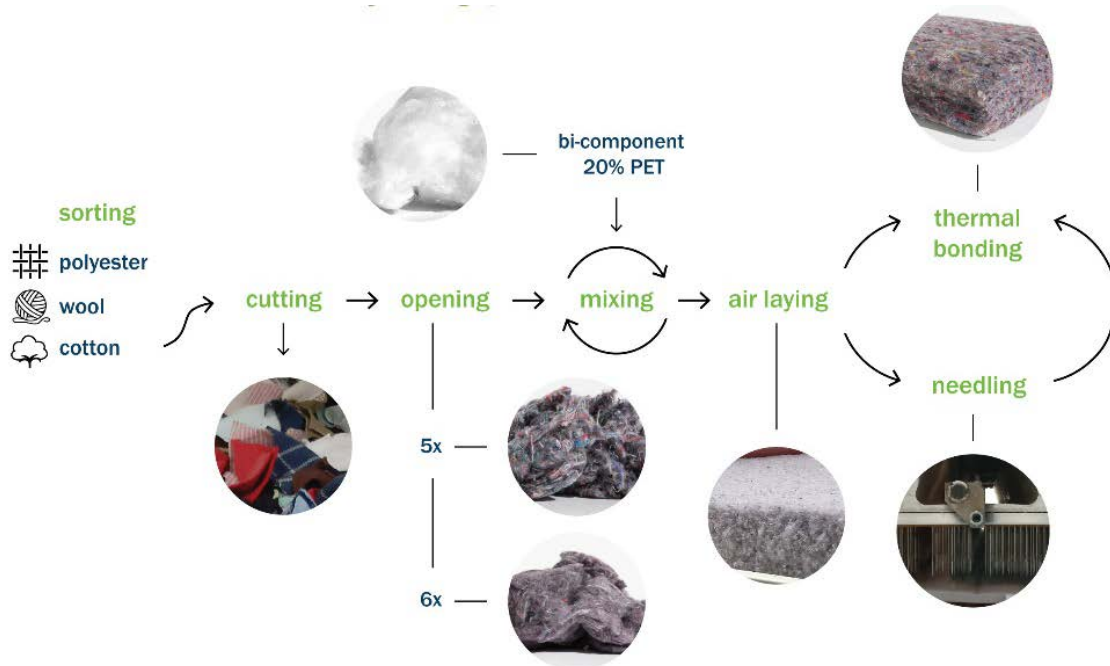 bi-component
20% PET
sorting
polyester
wool
cotton
cutting
opening
mixing
air laying
thermal
bonding
needling
5x
6x